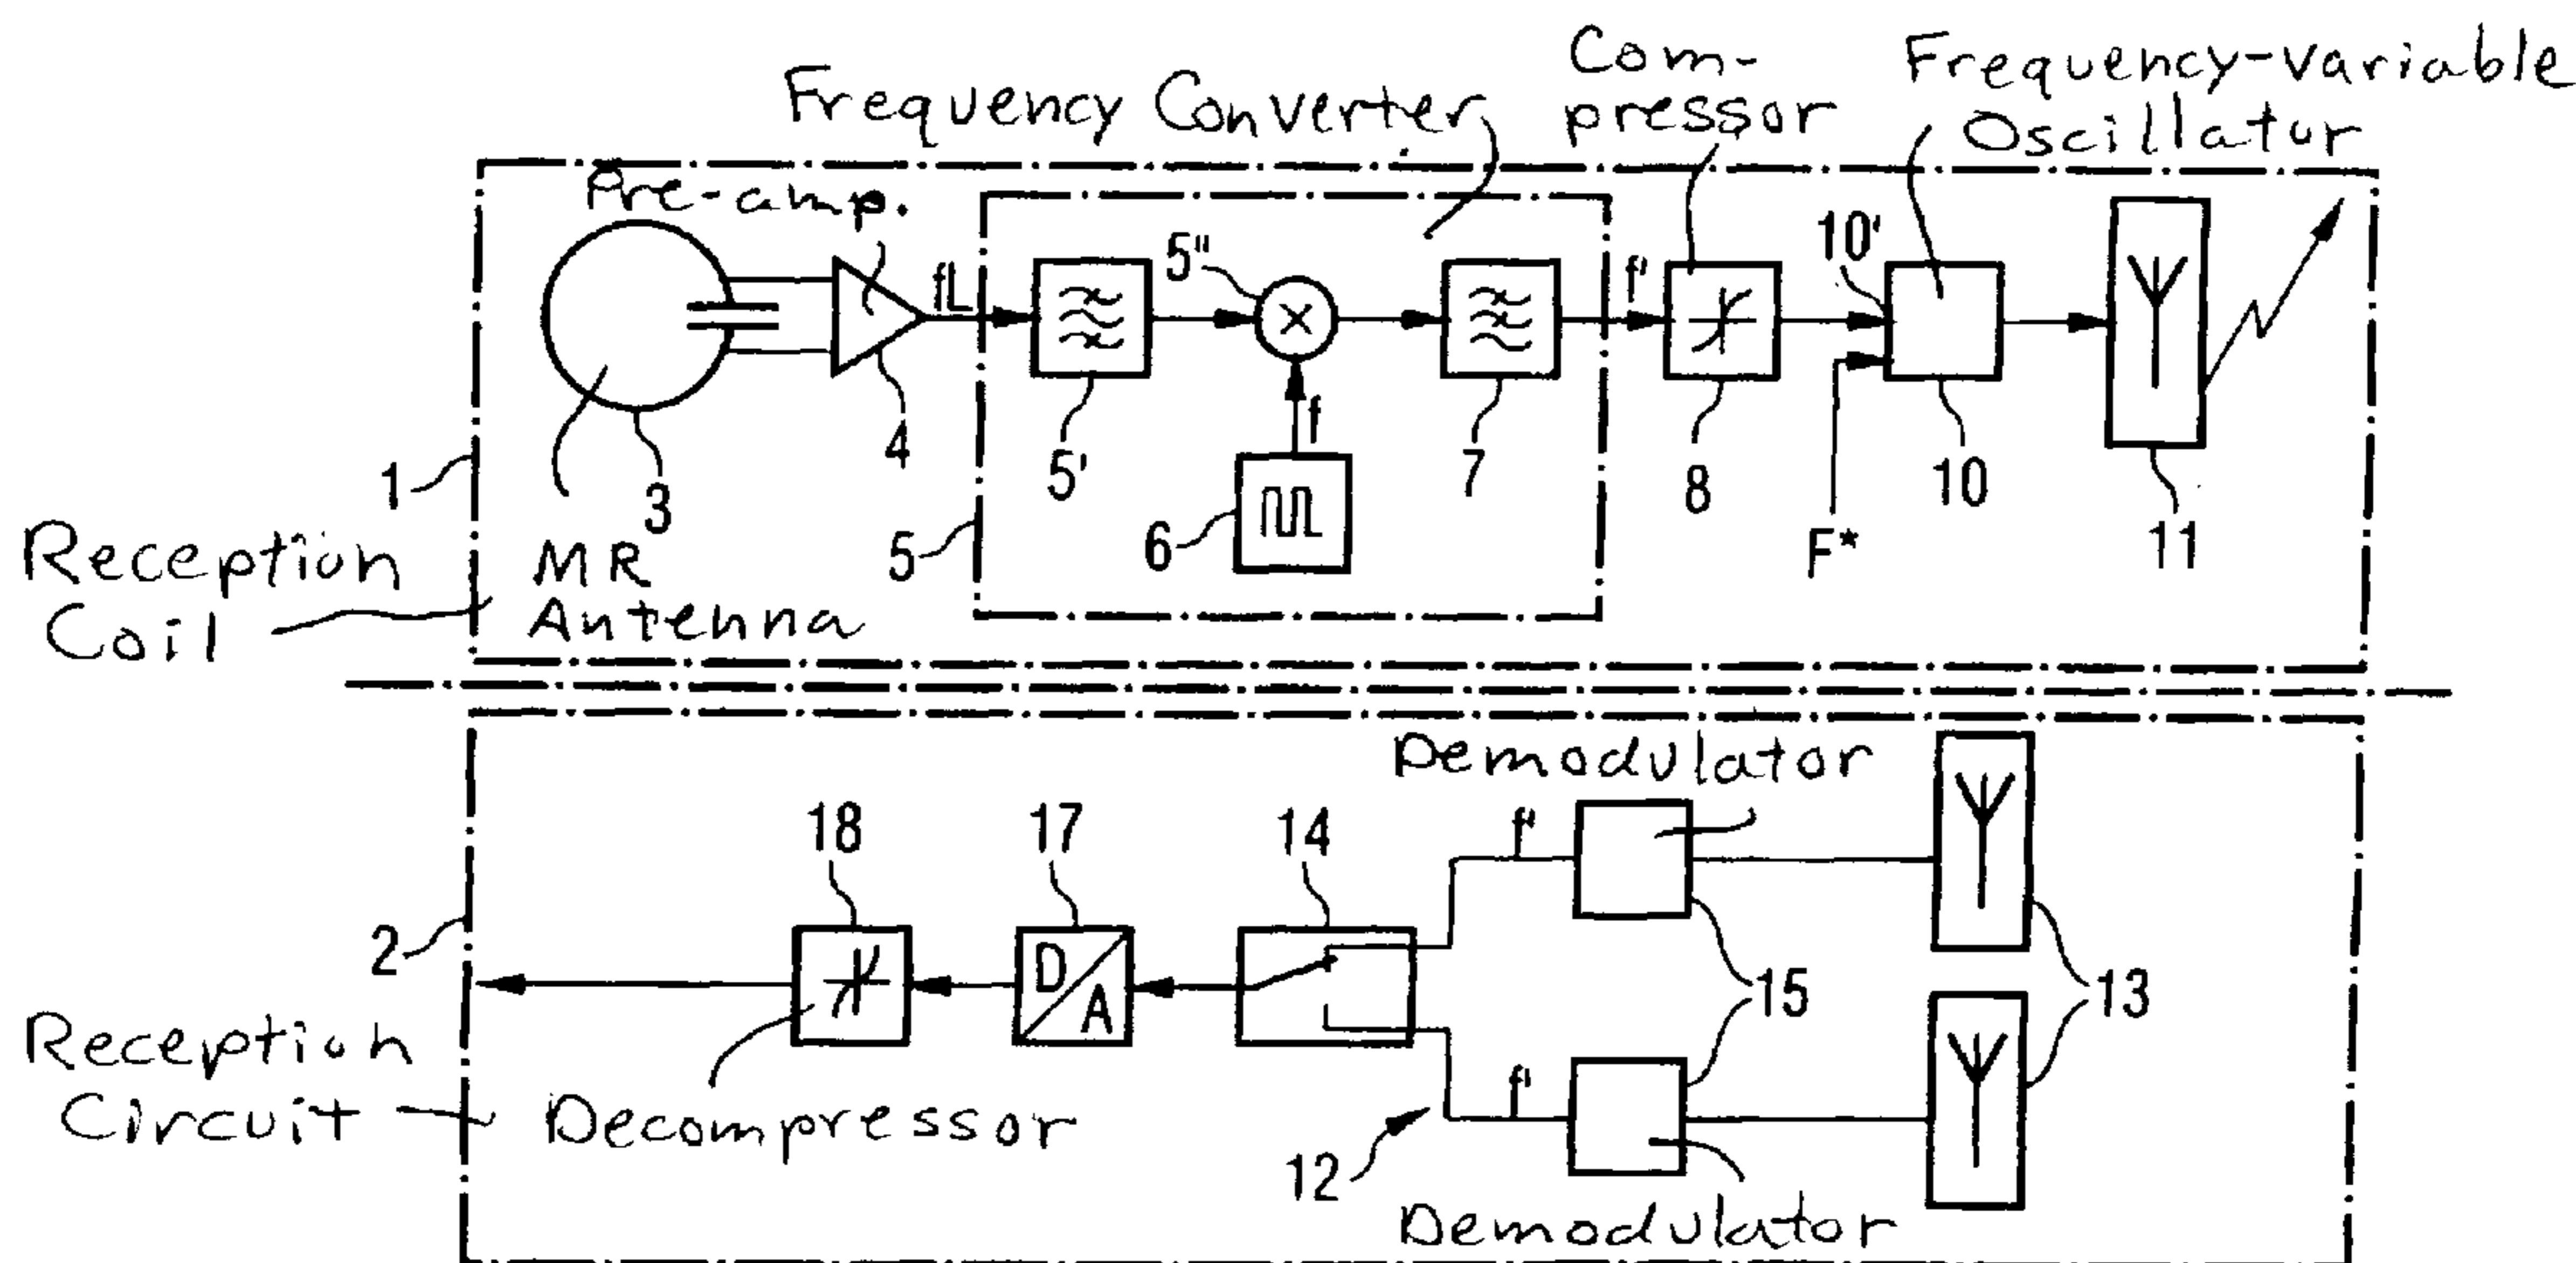 Com-
pressor
Frequency-variable
Oscillator
Frequency Converter
Pre-amp.
fL
5"
f'
10'
f
1
3
4
5'
5
6
7
8
F*
10
11
Reception
Coil
MR
Antenna
Demodulator
18
17
14
f'
2
D
A
15
13
Reception
Circuit
Decompressor
f'
12
Demodulator